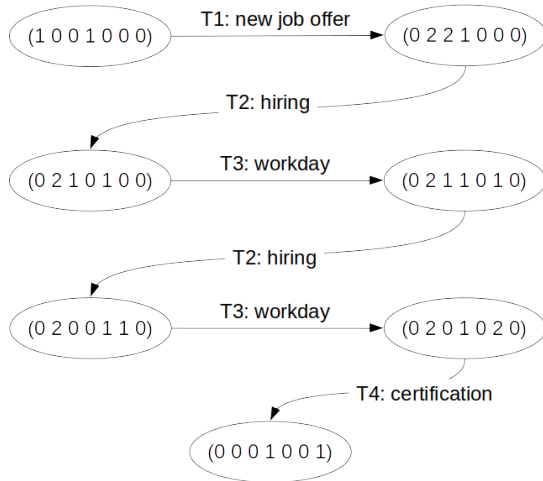 T1: new job offer
(1 0 0 1 0 0 0)
(0 2 2 1 0 0 0)
T2: hiring
(0 2 1 0 1 0 0)
T3: workday
(0 2 1 1 0 1 0)
T2: hiring
(0 2 0 0 1 1 0)
T3: workday
(0 2 0 1 0 2 0)
T4: certification
(0 0 0 1 0 0 1)